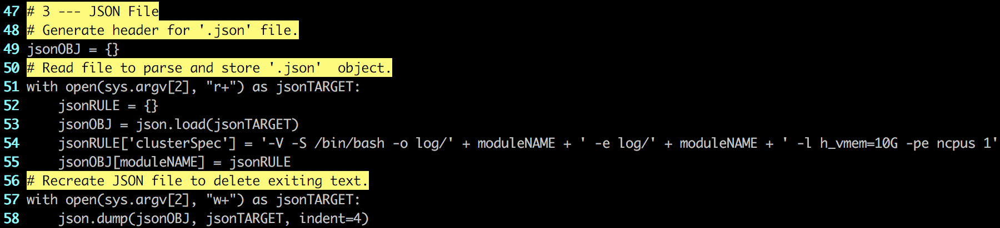 47 # 3 --- JSON File
48 # Generate header for '.json' file.
49 jsonOBJ = {}
50 # Read file to parse and store '.json'  object.
51 with open(sys.argv[2], "r+") as jsonTARGET:
52     jsonRULE = {}
53     jsonOBJ = json.load(jsonTARGET)
54     jsonRULE['clusterSpec'] = '-V -S /bin/bash -o log/' + moduleNAME + ' -e log/' + moduleNAME + ' -l h_vmem=10G -pe ncpus 1'
55     jsonOBJ[moduleNAME] = jsonRULE
56 # Recreate JSON file to delete exiting text.
57 with open(sys.argv[2], "w+") as jsonTARGET:
58     json.dump(jsonOBJ, jsonTARGET, indent=4)